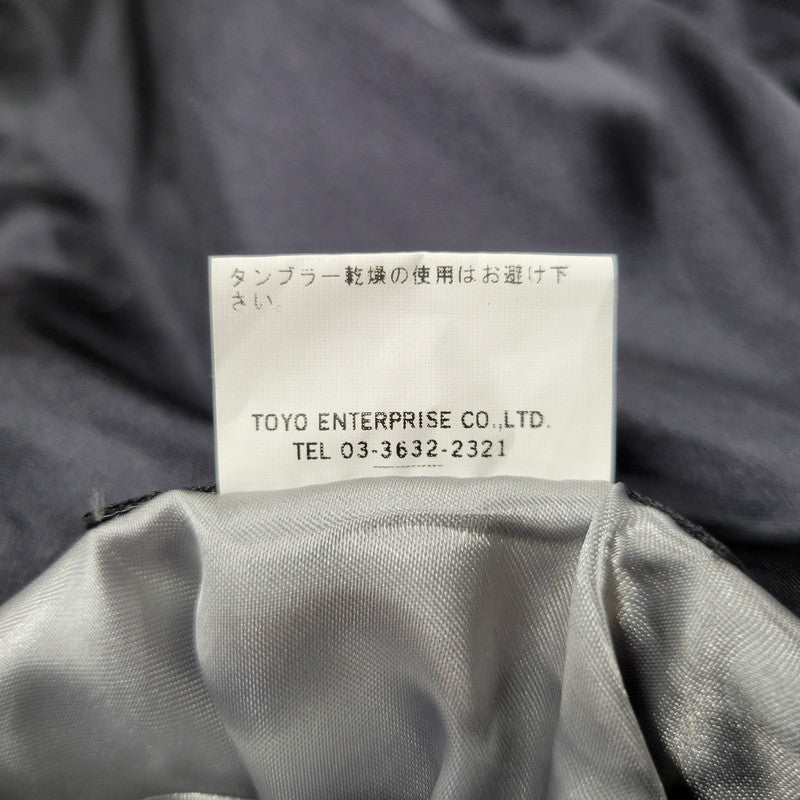 タンブラー乾燥の使用はお避け下
さい。
TOYO ENTERPRISE CO.,LTD.
TEL 03-3632-2321